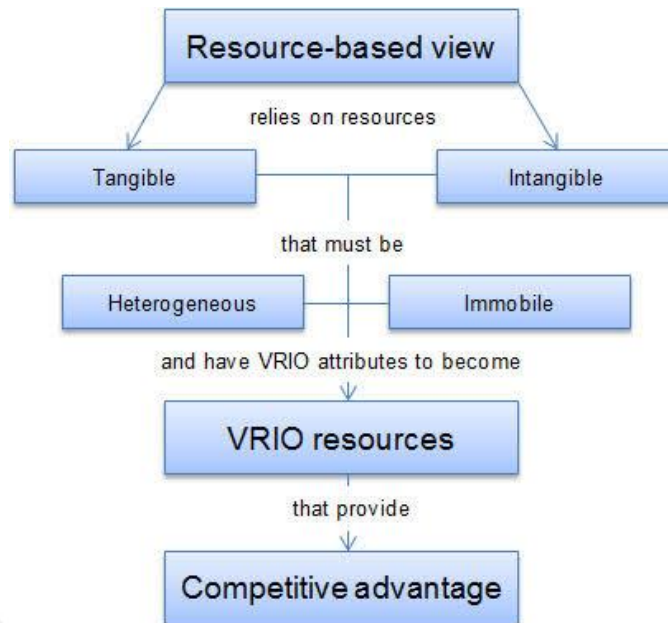 Resource-based view
relies on resources
Tangible
Intangible
that must be
Heterogeneous
Immobile
and have VRIO attributes to become
VRIO resources
that provide
Competitive advantage